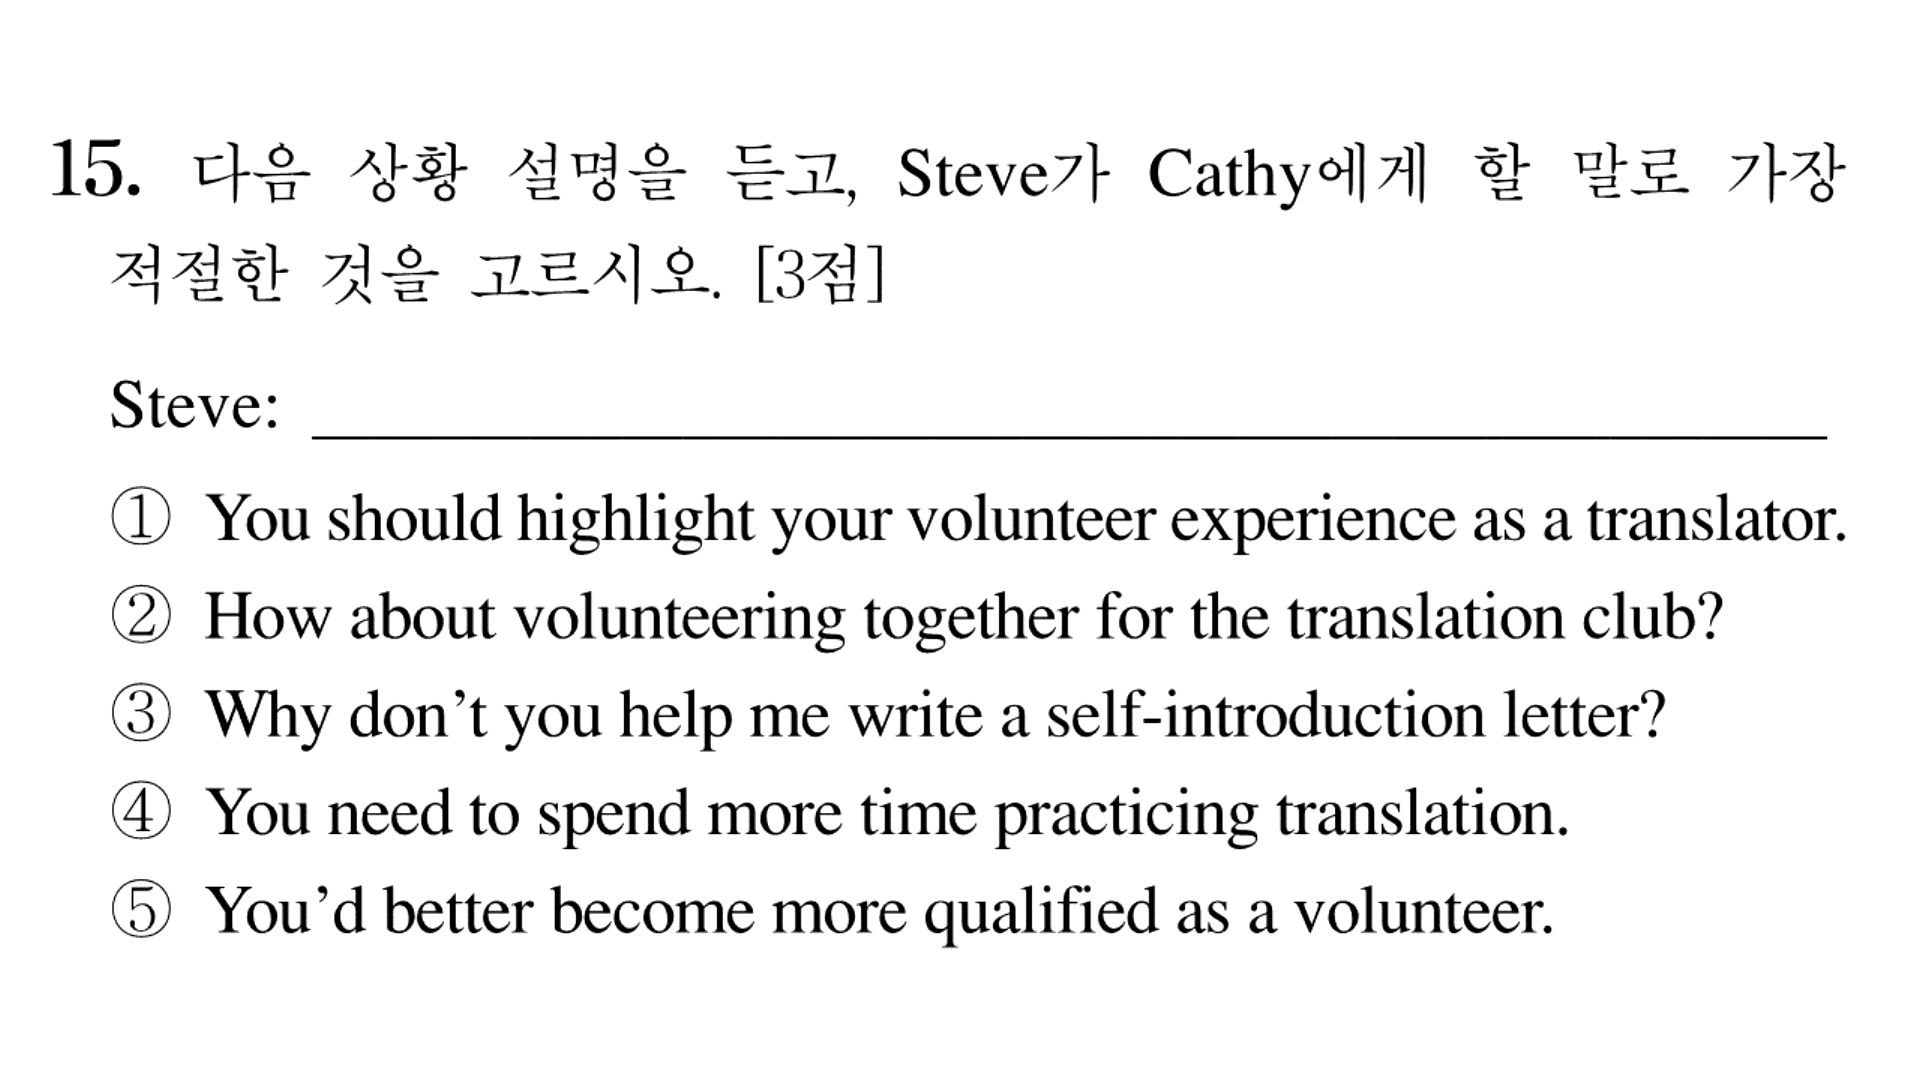 15. 다음 상황 설명을 듣고, Steve가 Cathy에게 할 말로 가장
적절한 것을 고르시오. [3점]
Steve: ______________________________
① You should highlight your volunteer experience as a translator.
② How about volunteering together for the translation club?
③ Why don’t you help me write a self-introduction letter?
④ You need to spend more time practicing translation.
⑤ You’d better become more qualified as a volunteer.